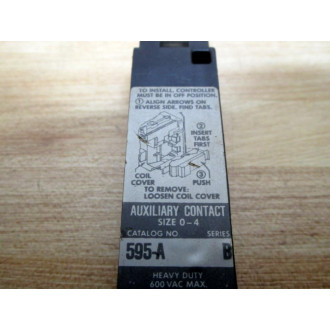 TO INSTALL, CONTROLLER
MUST BE IN OFF POSITION.
① ALIGN ARROWS ON
REVERSE SIDE, FIND TABS.
②
INSERT
TABS
FIRST
COIL
COVER
③
PUSH
TO REMOVE:
LOOSEN COIL COVER
AUXILIARY CONTACT
SIZE 0-4
CATALOG NO. SERIES
595-A B
HEAVY DUTY
600 VAC MAX.